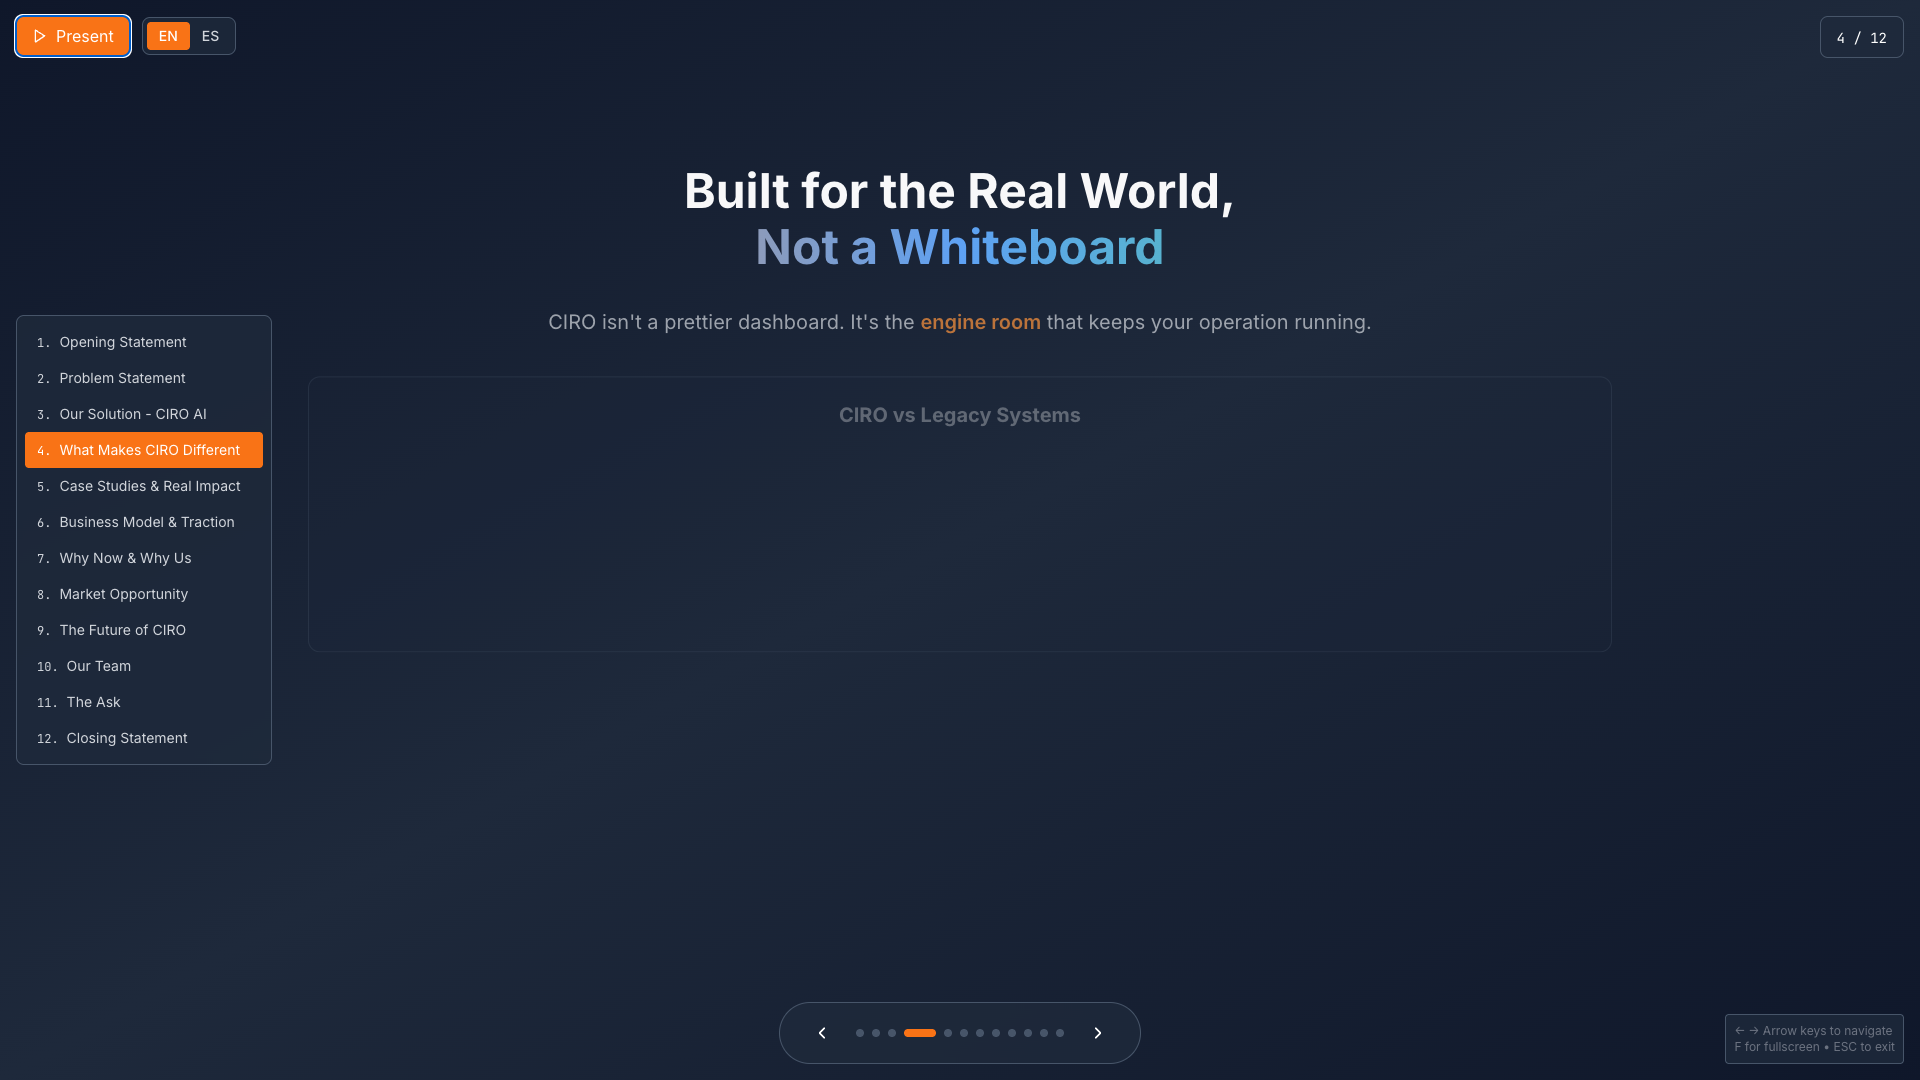 Present
EN ES
4 / 12
Built for the Real World,
Not a Whiteboard
CIRO isn't a prettier dashboard. It's the engine room that keeps your operation running.
1. Opening Statement
2. Problem Statement
3. Our Solution - CIRO AI
4. What Makes CIRO Different
5. Case Studies & Real Impact
6. Business Model & Traction
7. Why Now & Why Us
8. Market Opportunity
9. The Future of CIRO
10. Our Team
11. The Ask
12. Closing Statement
CIRO vs Legacy Systems
← → Arrow keys to navigate
F for fullscreen • ESC to exit